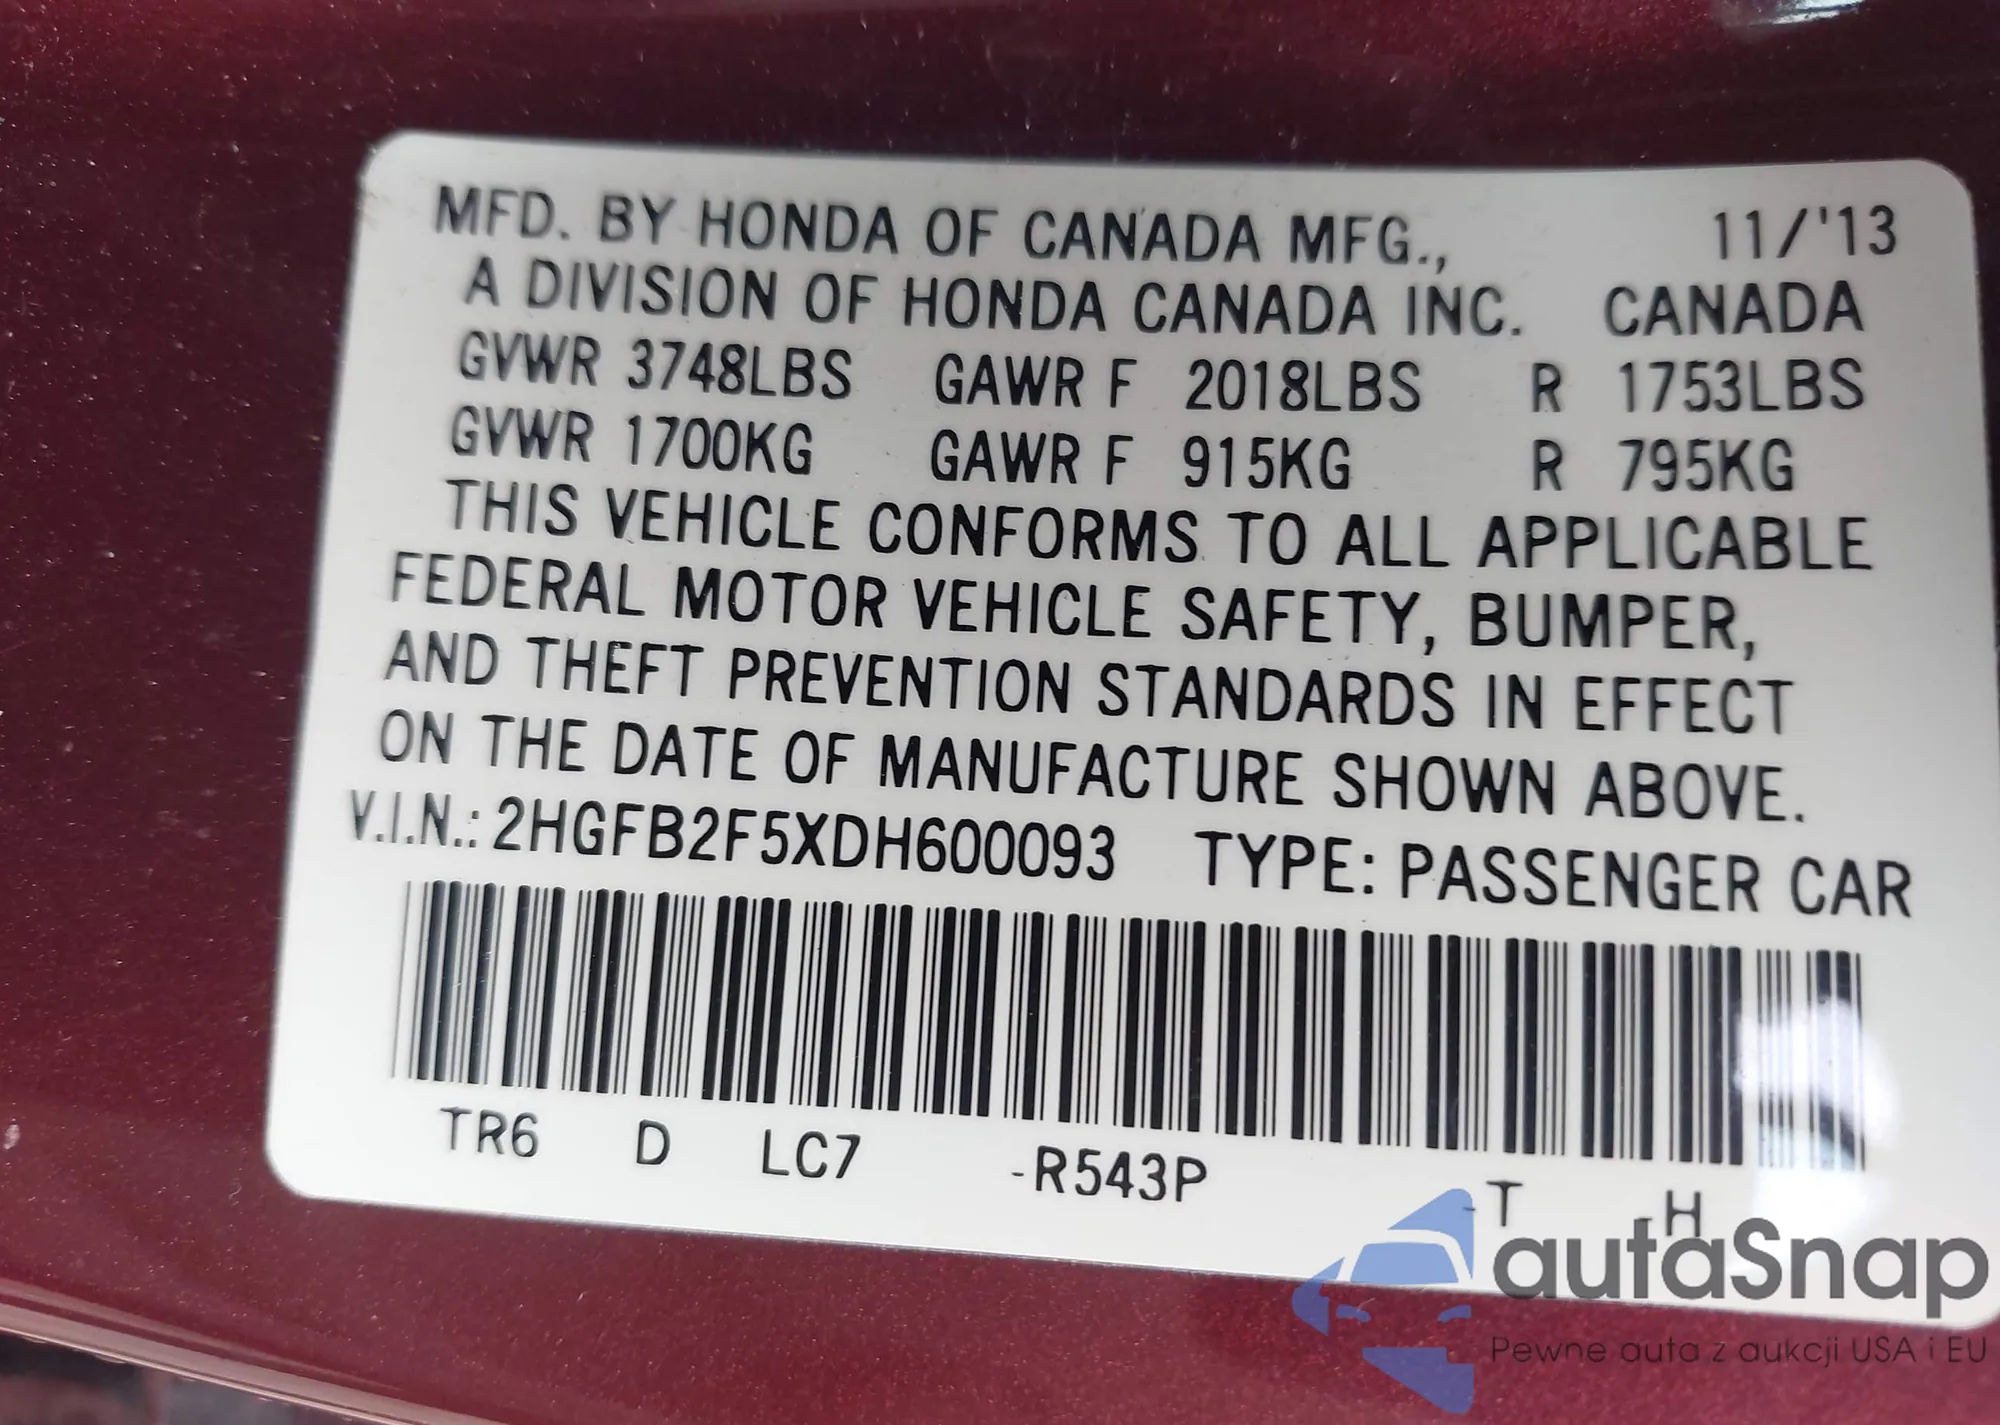 MFD. BY HONDA OF CANADA MFG., 11/'13
A DIVISION OF HONDA CANADA INC. CANADA
GVWR 3748LBS GAWR F 2018LBS R 1753LBS
GVWR 1700KG GAWR F 915KG R 795KG
THIS VEHICLE CONFORMS TO ALL APPLICABLE
FEDERAL MOTOR VEHICLE SAFETY, BUMPER,
AND THEFT PREVENTION STANDARDS IN EFFECT
ON THE DATE OF MANUFACTURE SHOWN ABOVE.
V.I.N.: 2HGFB2F5XDH600093 TYPE: PASSENGER CAR
TR6 D LC7 -R543P -T -H
autaSnap
Pewne auta z aukcji USA i EU